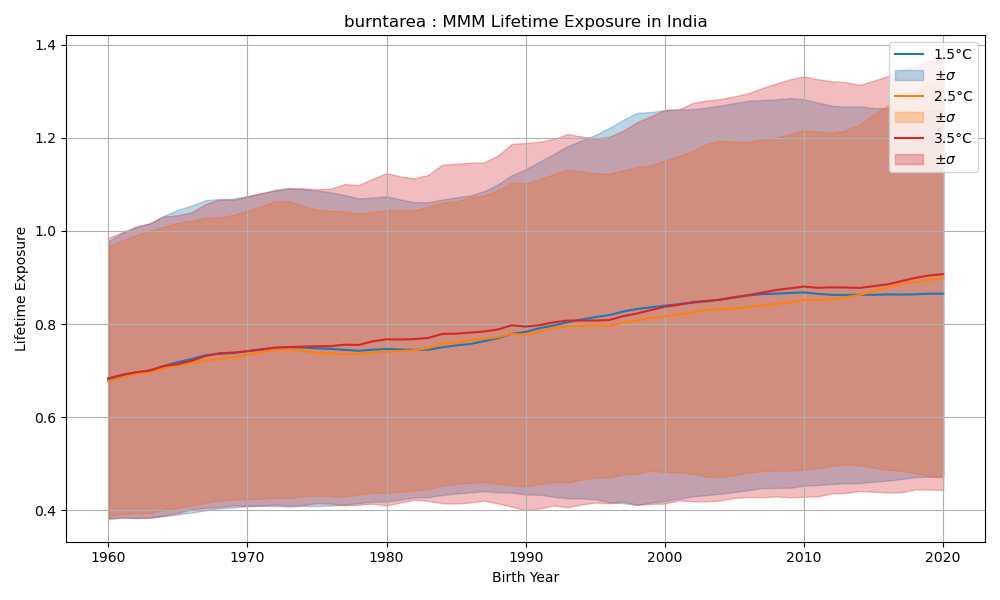 burntarea : MMM Lifetime Exposure in India
1.4
1.2
1.0
0.8
0.6
0.4
Lifetime Exposure
1960
1970
1980
1990
2000
2010
2020
Birth Year
1.5°C
±σ
2.5°C
±σ
3.5°C
±σ